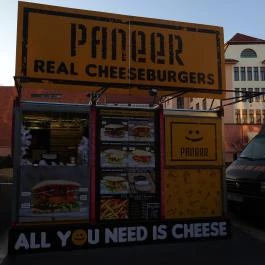 PANEER
REAL CHEESEBURGERS
PANEER
ALL YOU NEED IS CHEESE